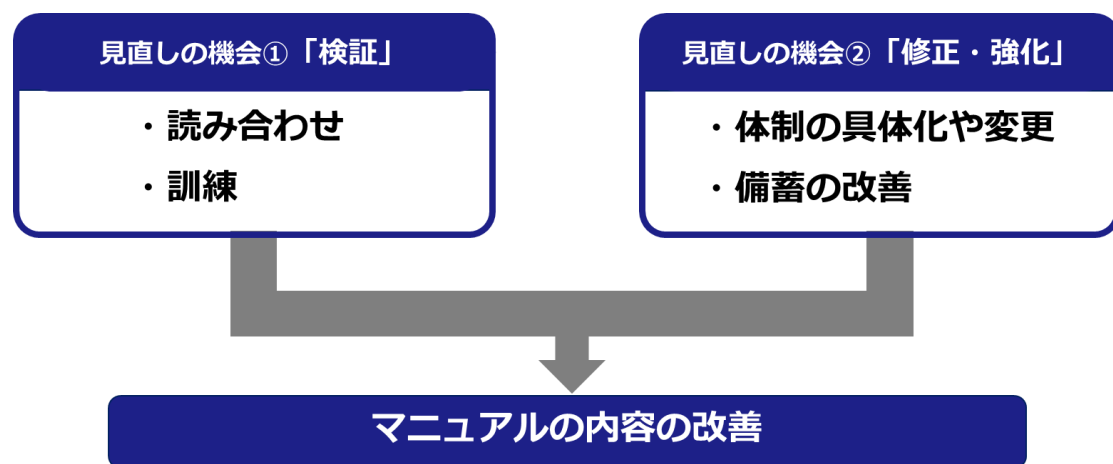 見直しの機会①「検証」
・読み合わせ
・訓練
見直しの機会②「修正・強化」
・体制の具体化や変更
・備蓄の改善
マニュアルの内容の改善